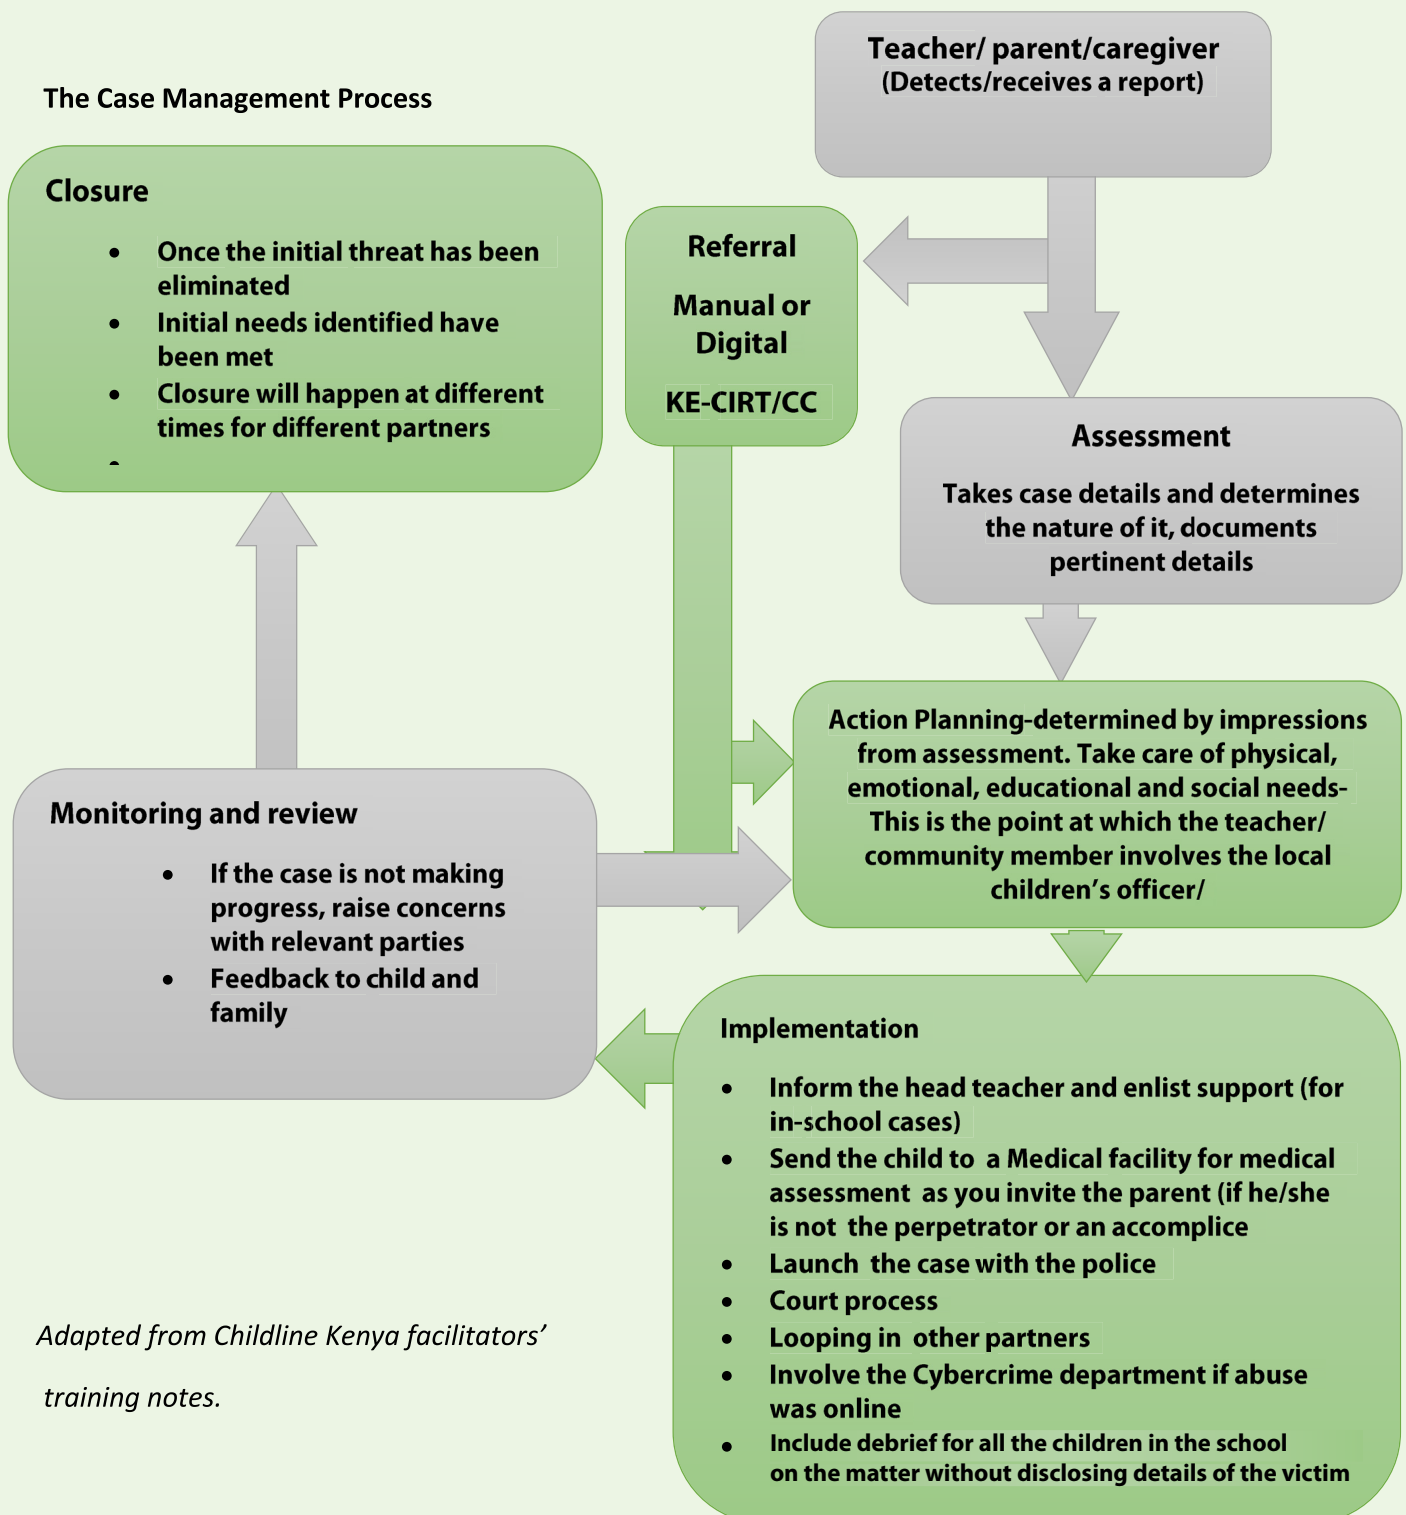 The Case Management Process
Teacher/ parent/caregiver
(Detects/receives a report)
Closure
• Once the initial threat has been
eliminated
• Initial needs identified have
been met
• Closure will happen at different
times for different partners
•
Referral
Manual or
Digital
KE-CIRT/CC
Assessment
Takes case details and determines
the nature of it, documents
pertinent details
Action Planning-determined by impressions
from assessment. Take care of physical,
emotional, educational and social needs-
This is the point at which the teacher/
community member involves the local
children’s officer/
Monitoring and review
• If the case is not making
progress, raise concerns
with relevant parties
• Feedback to child and
family
Implementation
• Inform the head teacher and enlist support (for
in-school cases)
• Send the child to a Medical facility for medical
assessment as you invite the parent (if he/she
is not the perpetrator or an accomplice
• Launch the case with the police
• Court process
• Looping in other partners
• Involve the Cybercrime department if abuse
was online
• Include debrief for all the children in the school
on the matter without disclosing details of the victim
Adapted from Childline Kenya facilitators’
training notes.